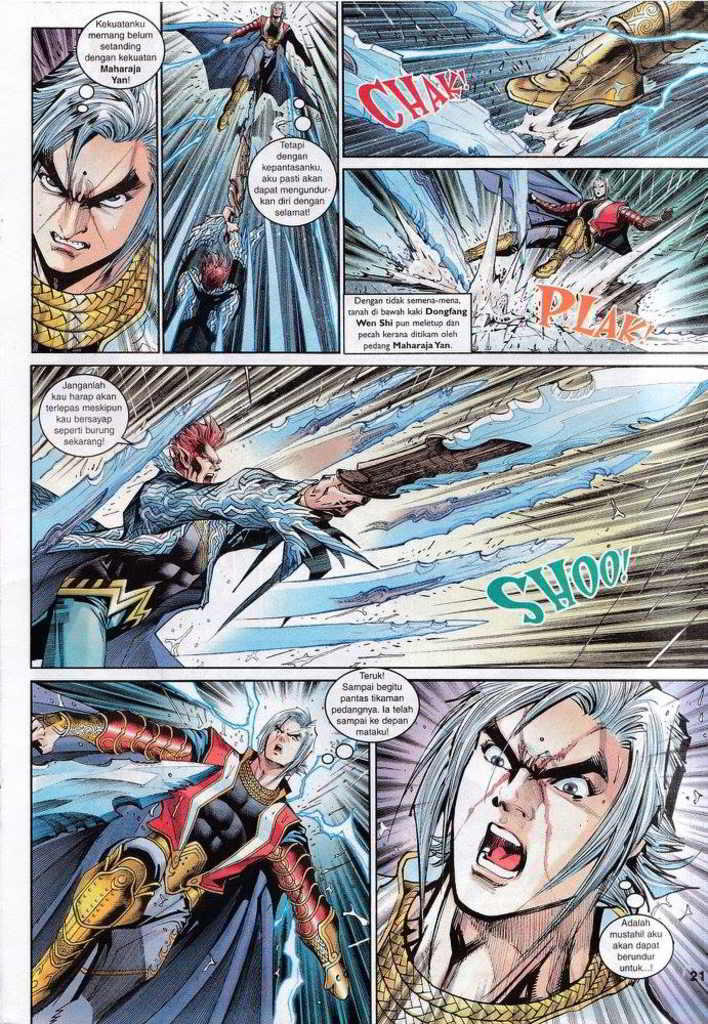 Kekuatanku
memang belum
setanding
dengan kekuatan
Maharaja
Yan!
Tetapi
dengan
kepantasanku,
aku pasti akan
dapat mengundur-
kan diri dengan
selamat!
CHAK!
PLAK!
Dengan tidak semena-mena,
tanah di bawah kaki Dongfang
Wen Shi pun meletup dan
pecah kerana ditikam oleh
pedang Maharaja Yan.
Janganlah
kau harap akan
terlepas meskipun
kau bersayap
seperti burung
sekarang!
SHOO!
Teruk!
Sampai begitu
pantas tikaman
pedangnya. Ia telah
sampai ke depan
mataku!
Adalah
mustahil aku
akan dapat
berundur
untuk...!
21